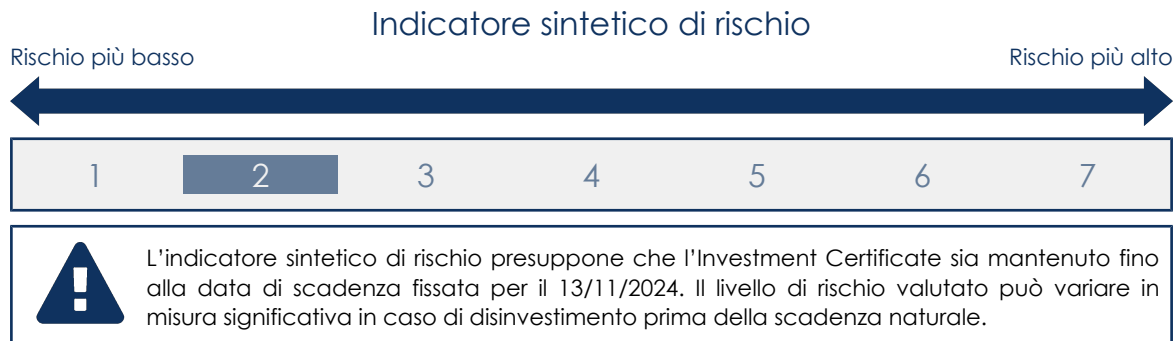 Indicatore sintetico di rischio
Rischio più basso
Rischio più alto
1 2 3 4 5 6 7
L'indicatore sintetico di rischio presuppone che l'Investment Certificate sia mantenuto fino
alla data di scadenza fissata per il 13/11/2024. Il livello di rischio valutato può variare in
misura significativa in caso di disinvestimento prima della scadenza naturale.